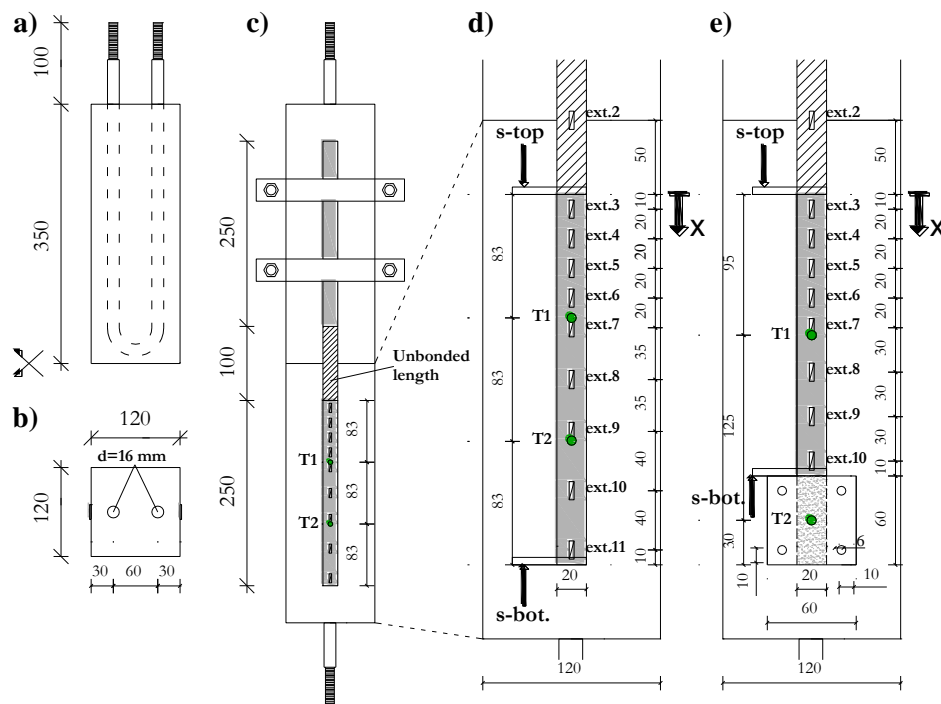 a)
100
350
b)
120
d=16 mm
120
30
60
30
c)
250
100
250
Unbonded
length
83
T1
83
T2
83
d)
ext.2
s-top
50
10
ext.3
20
ext.4
20
ext.5
20
ext.6
20
83
T1
ext.7
35
ext.8
35
83
T2
ext.9
40
ext.10
83
40
ext.11
10
20
s-bot.
120
e)
ext.2
s-top
50
10
X
ext.3
20
ext.4
20
ext.5
20
ext.6
20
95
T1
ext.7
30
ext.8
30
125
ext.9
30
ext.10
10
s-bot.
T2
60
30
6
10
20
10
60
120
X